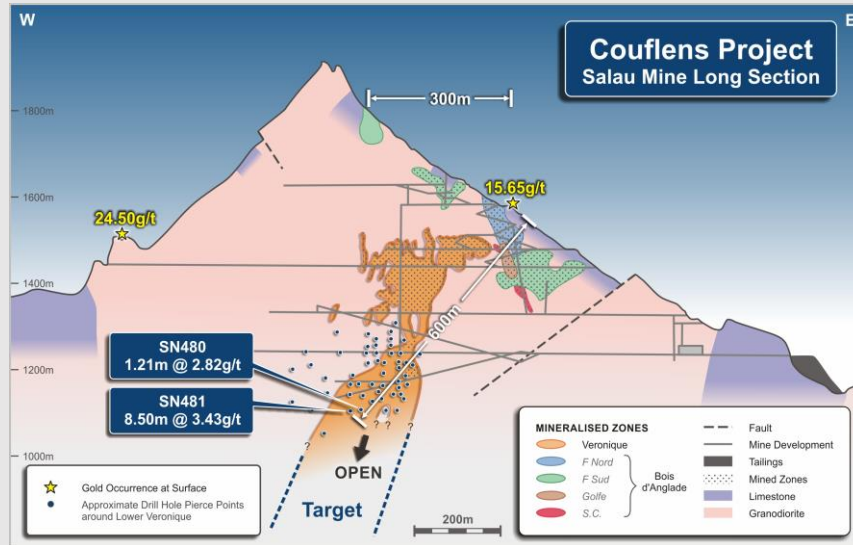 W
E
Couflens Project
Salau Mine Long Section
300m
1800m
15.65g/t
1600m
24.50g/t
1400m
600m
SN480
1.21m @ 2.82g/t
1200m
SN481
8.50m @ 3.43g/t
1000m
? ? ? ? ?
OPEN
Target
200m
Gold Occurrence at Surface
Approximate Drill Hole Pierce Points
around Lower Veronique
MINERALISED ZONES
Veronique
F Nord
F Sud
Golfe
S.C.
Bois
d'Anglade
Fault
Mine Development
Tailings
Mined Zones
Limestone
Granodiorite